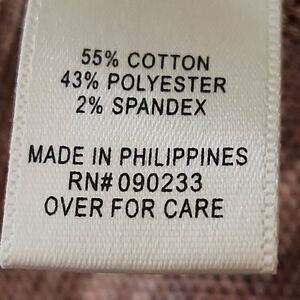 55% COTTON
43% POLYESTER
2% SPANDEX
MADE IN PHILIPPINES
RN#090233
OVER FOR CARE